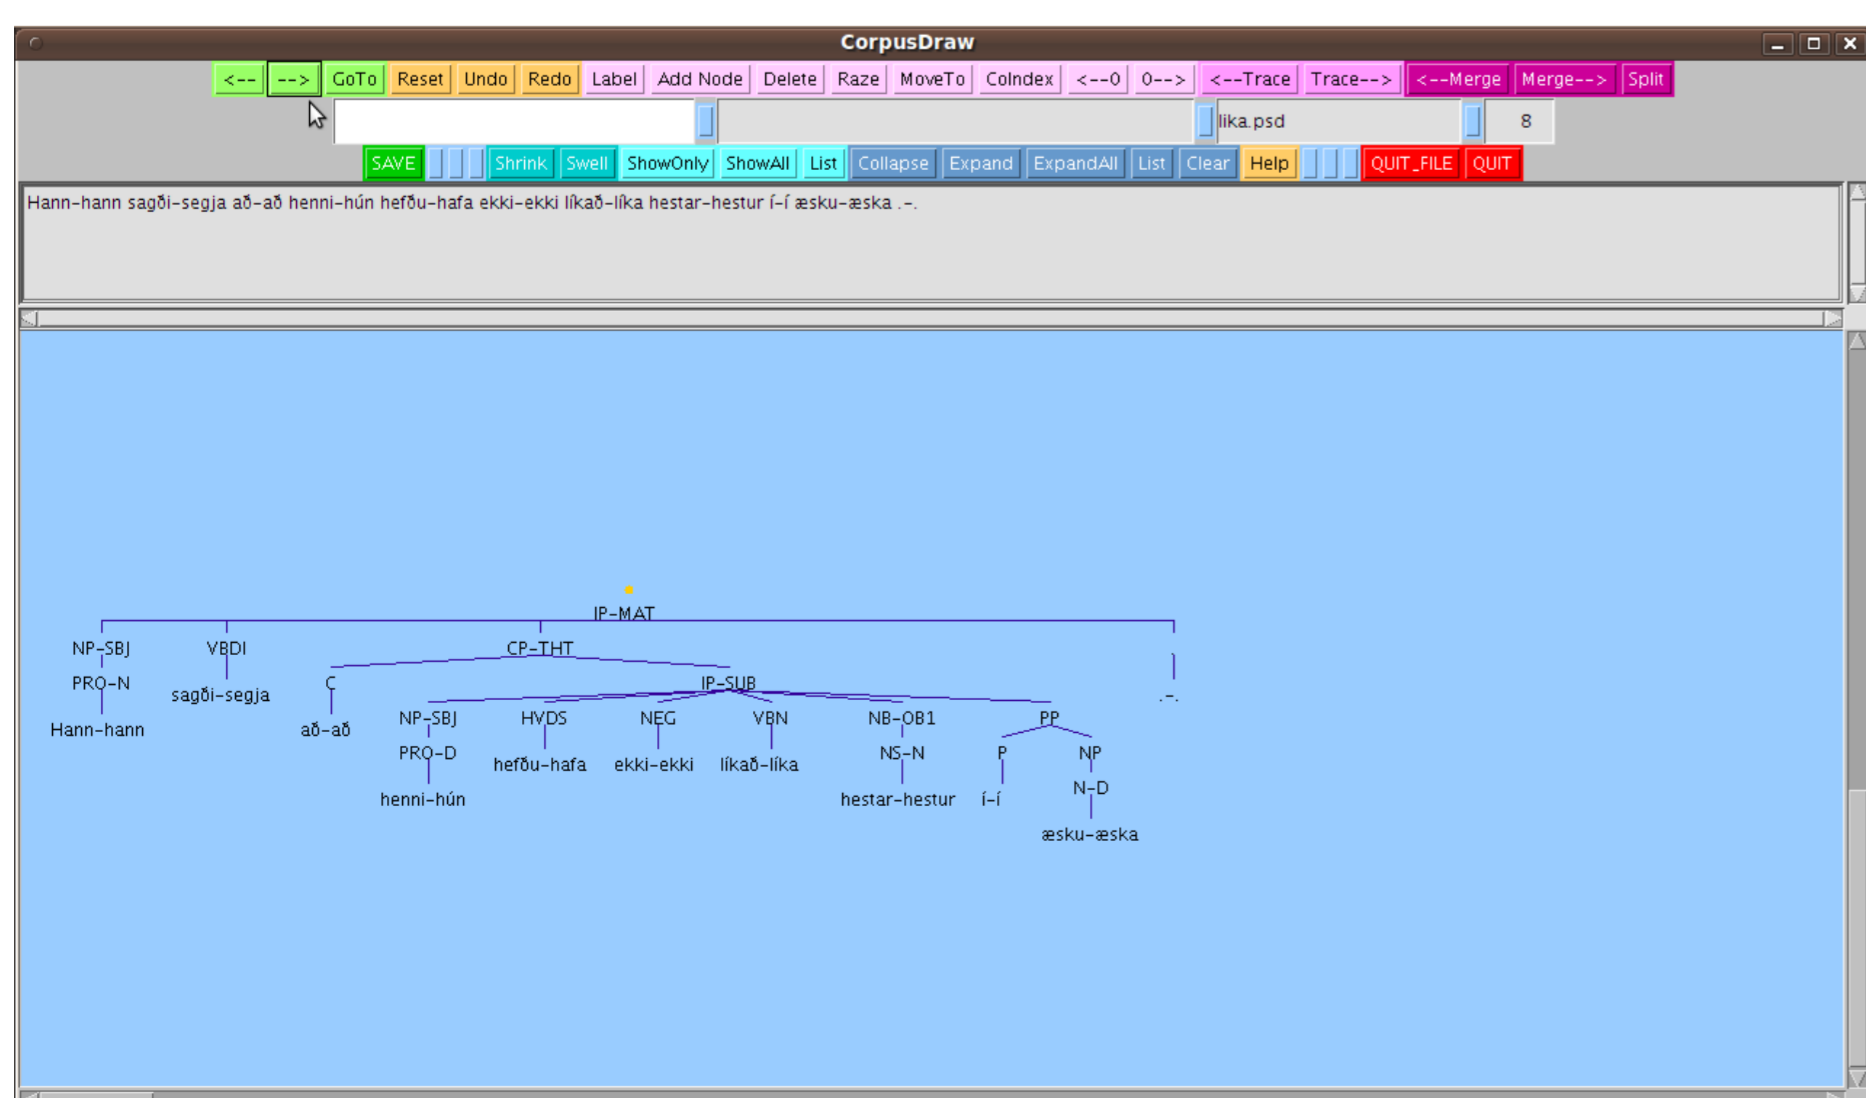 CorpusDraw
<-- --> GoTo Reset Undo Redo Label Add Node Delete Raze MoveTo CoIndex <--0 0--> <--Trace Trace--> <--Merge Merge--> Split
lika.psd 8
SAVE Shrink Swell ShowOnly ShowAll List Collapse Expand ExpandAll List Clear Help QUIT_FILE QUIT
Hann-hann sagði-segja að-að henni-hún hefðu-hafa ekki-ekki líkað-líka hestar-hestur í-í æsku-æska .-.
IP-MAT
NP-SBJ VBDI CP-THT
PRO-N sagði-segja C IP-SUB .-.
Hann-hann að-að NP-SBJ HVDS NEG VBN NB-OB1 PP
PRO-D hefðu-hafa ekki-ekki líkað-líka NS-N P NP
henni-hún hestar-hestur í-í N-D
æsku-æska